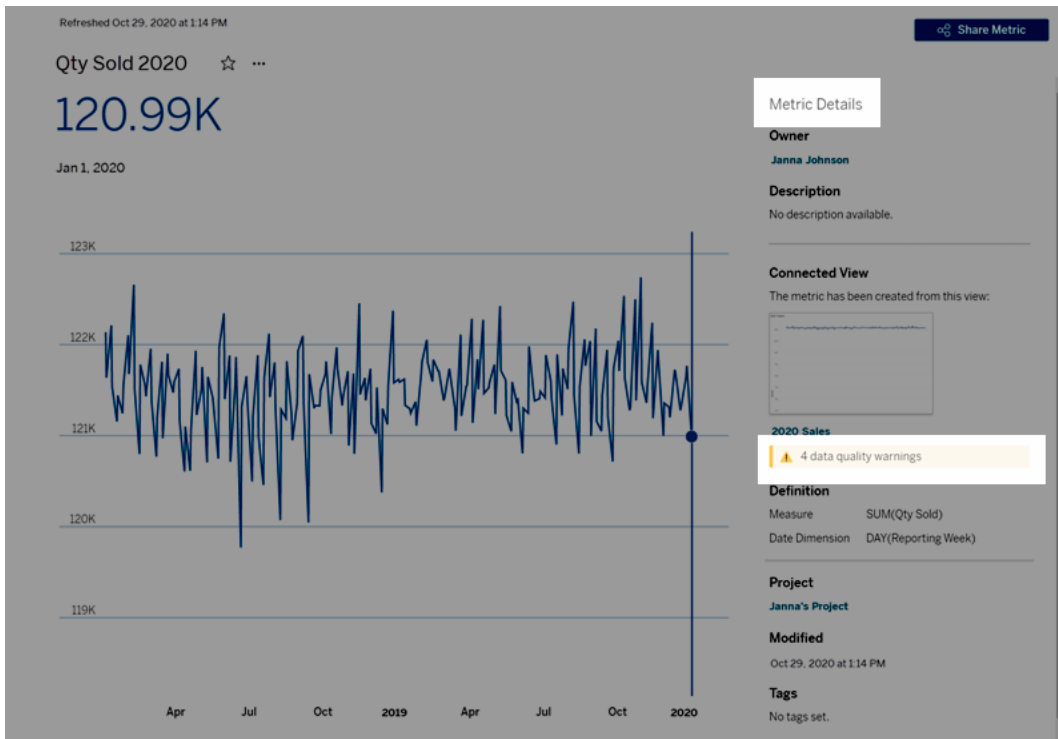 Refreshed Oct 29, 2020 at 1:14 PM
Share Metric
Qty Sold 2020
120.99K
Jan 1, 2020
123K
122K
121K
120K
119K
Apr Jul Oct 2019 Apr Jul Oct 2020
Metric Details
Owner
Janna Johnson
Description
No description available.
Connected View
The metric has been created from this view:
2020 Sales
4 data quality warnings
Definition
Measure SUM(Qty Sold)
Date Dimension DAY(Reporting Week)
Project
Janna's Project
Modified
Oct 29, 2020 at 1:14 PM
Tags
No tags set.